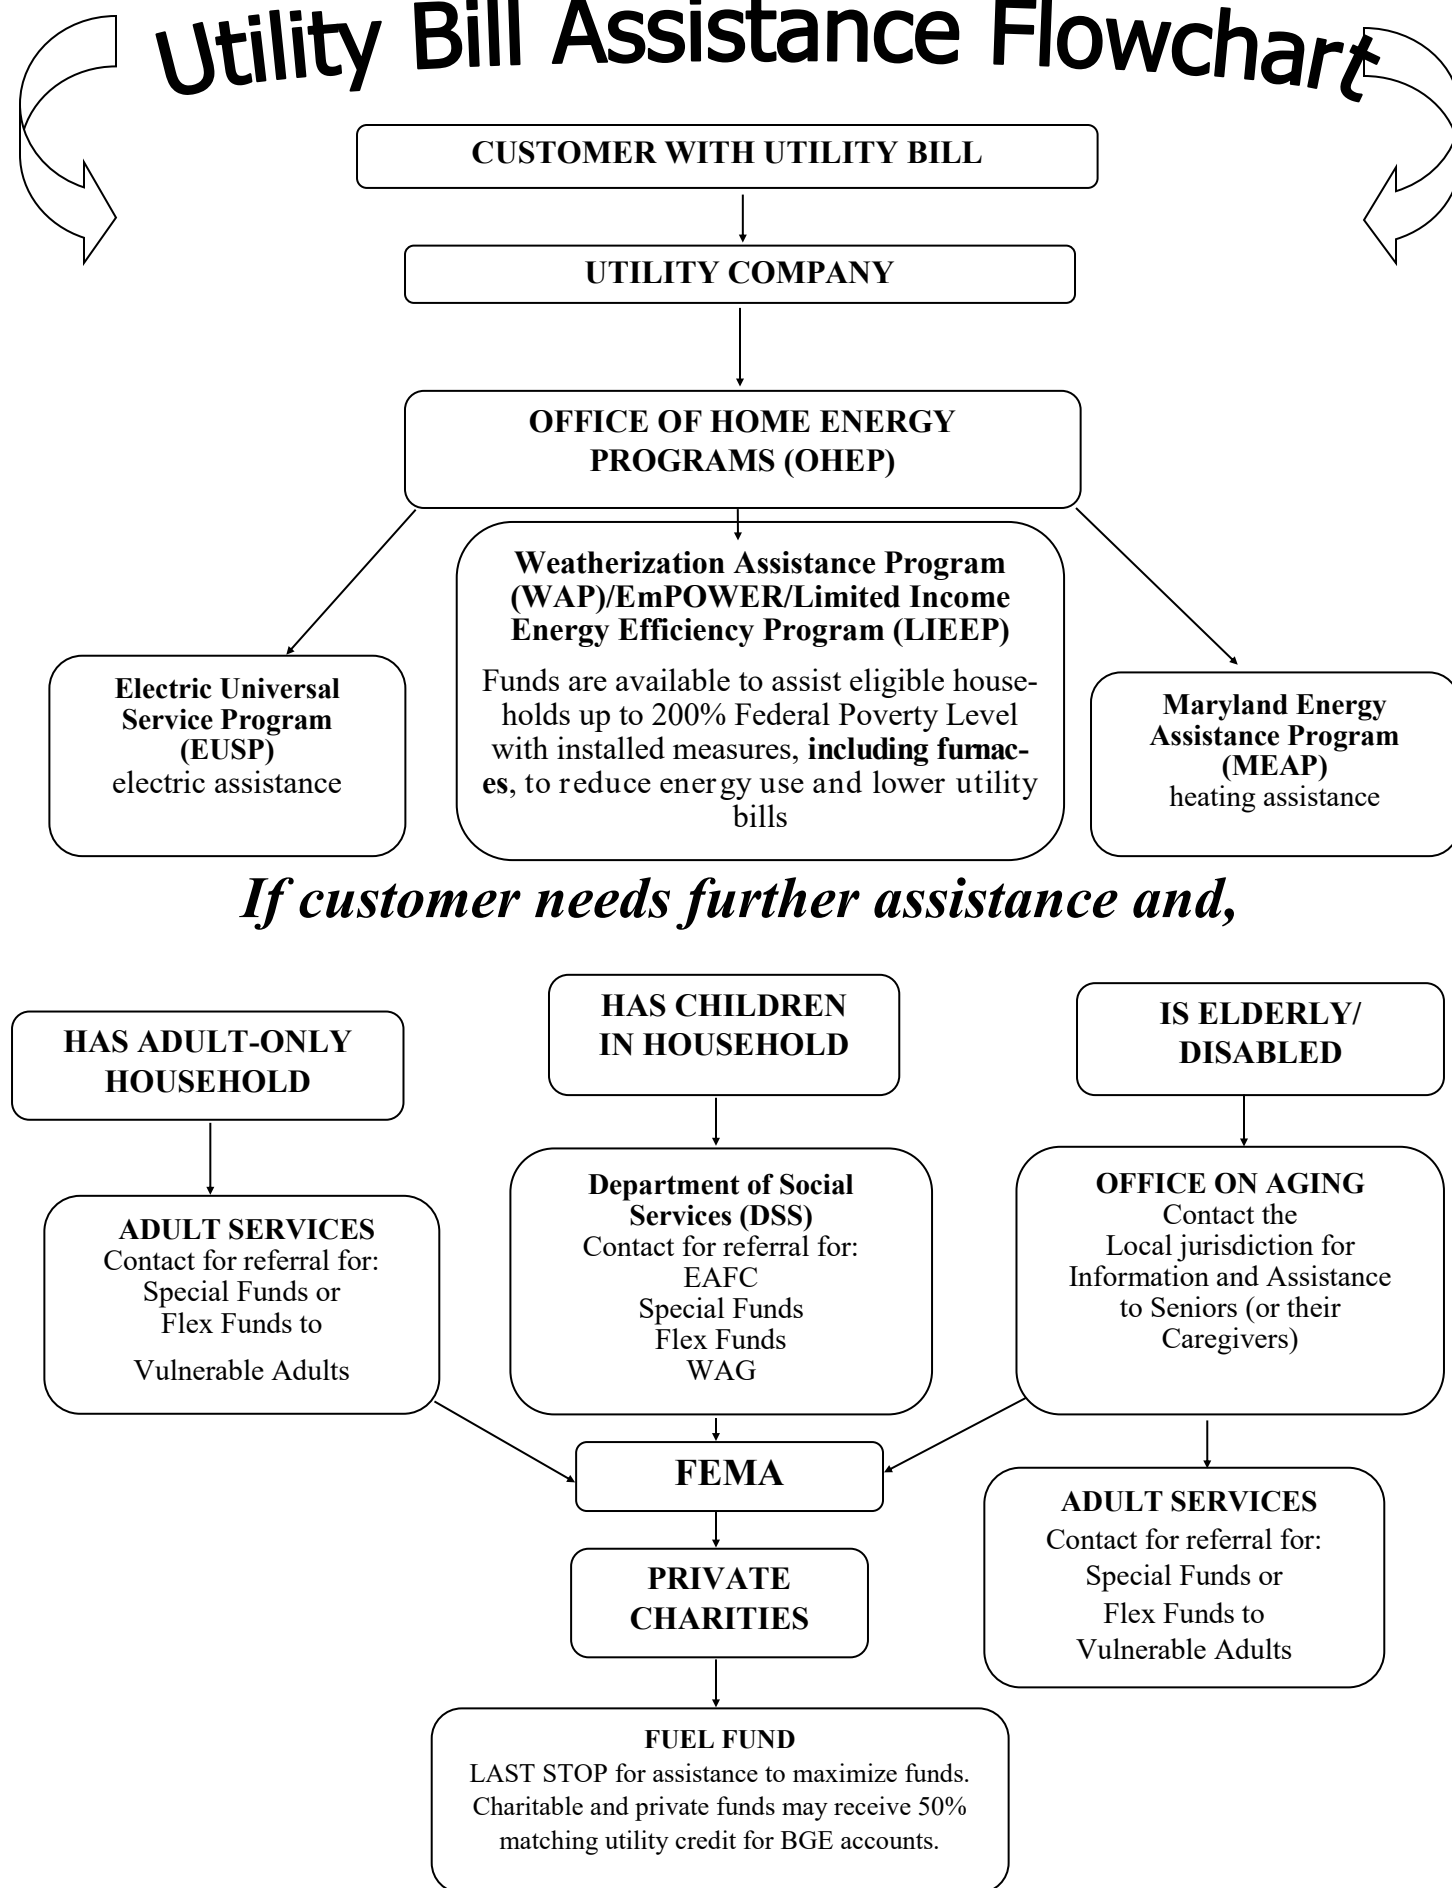 Utility Bill Assistance Flowchart
CUSTOMER WITH UTILITY BILL
UTILITY COMPANY
OFFICE OF HOME ENERGY
PROGRAMS (OHEP)
Electric Universal
Service Program
(EUSP)
electric assistance
Weatherization Assistance Program
(WAP)/EmPOWER/Limited Income
Energy Efficiency Program (LIEEP)
Funds are available to assist eligible house-
holds up to 200% Federal Poverty Level
with installed measures, including furnac-
es, to reduce energy use and lower utility
bills
Maryland Energy
Assistance Program
(MEAP)
heating assistance
If customer needs further assistance and,
HAS ADULT-ONLY
HOUSEHOLD
HAS CHILDREN
IN HOUSEHOLD
IS ELDERLY/
DISABLED
ADULT SERVICES
Contact for referral for:
Special Funds or
Flex Funds to
Vulnerable Adults
Department of Social
Services (DSS)
Contact for referral for:
EAFC
Special Funds
Flex Funds
WAG
OFFICE ON AGING
Contact the
Local jurisdiction for
Information and Assistance
to Seniors (or their
Caregivers)
FEMA
ADULT SERVICES
Contact for referral for:
Special Funds or
Flex Funds to
Vulnerable Adults
PRIVATE
CHARITIES
FUEL FUND
LAST STOP for assistance to maximize funds.
Charitable and private funds may receive 50%
matching utility credit for BGE accounts.